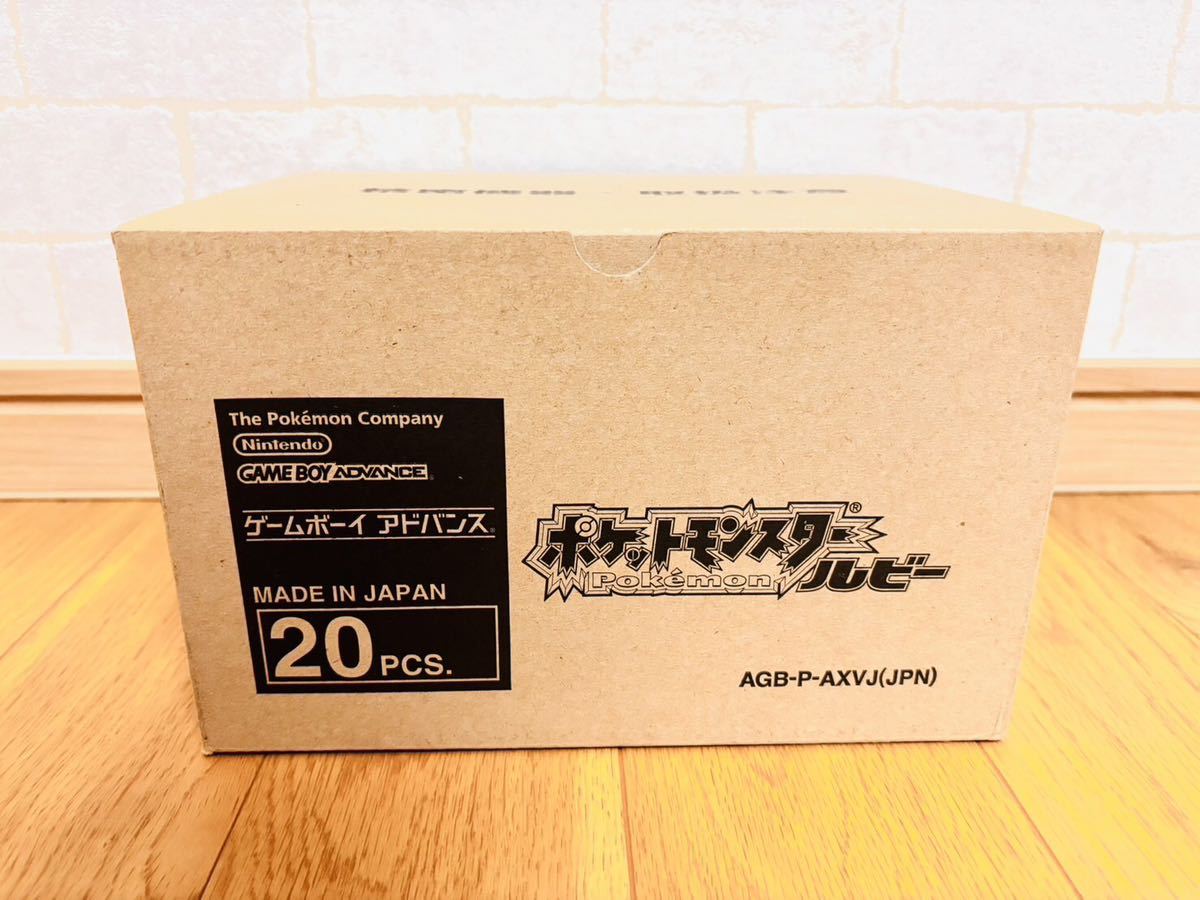 The Pokémon Company
Nintendo
GAME BOY ADVANCE
ゲームボーイ アドバンス®
MADE IN JAPAN
20 PCS.
ポケットモンスター®
Pokémon ルビー
AGB-P-AXVJ(JPN)